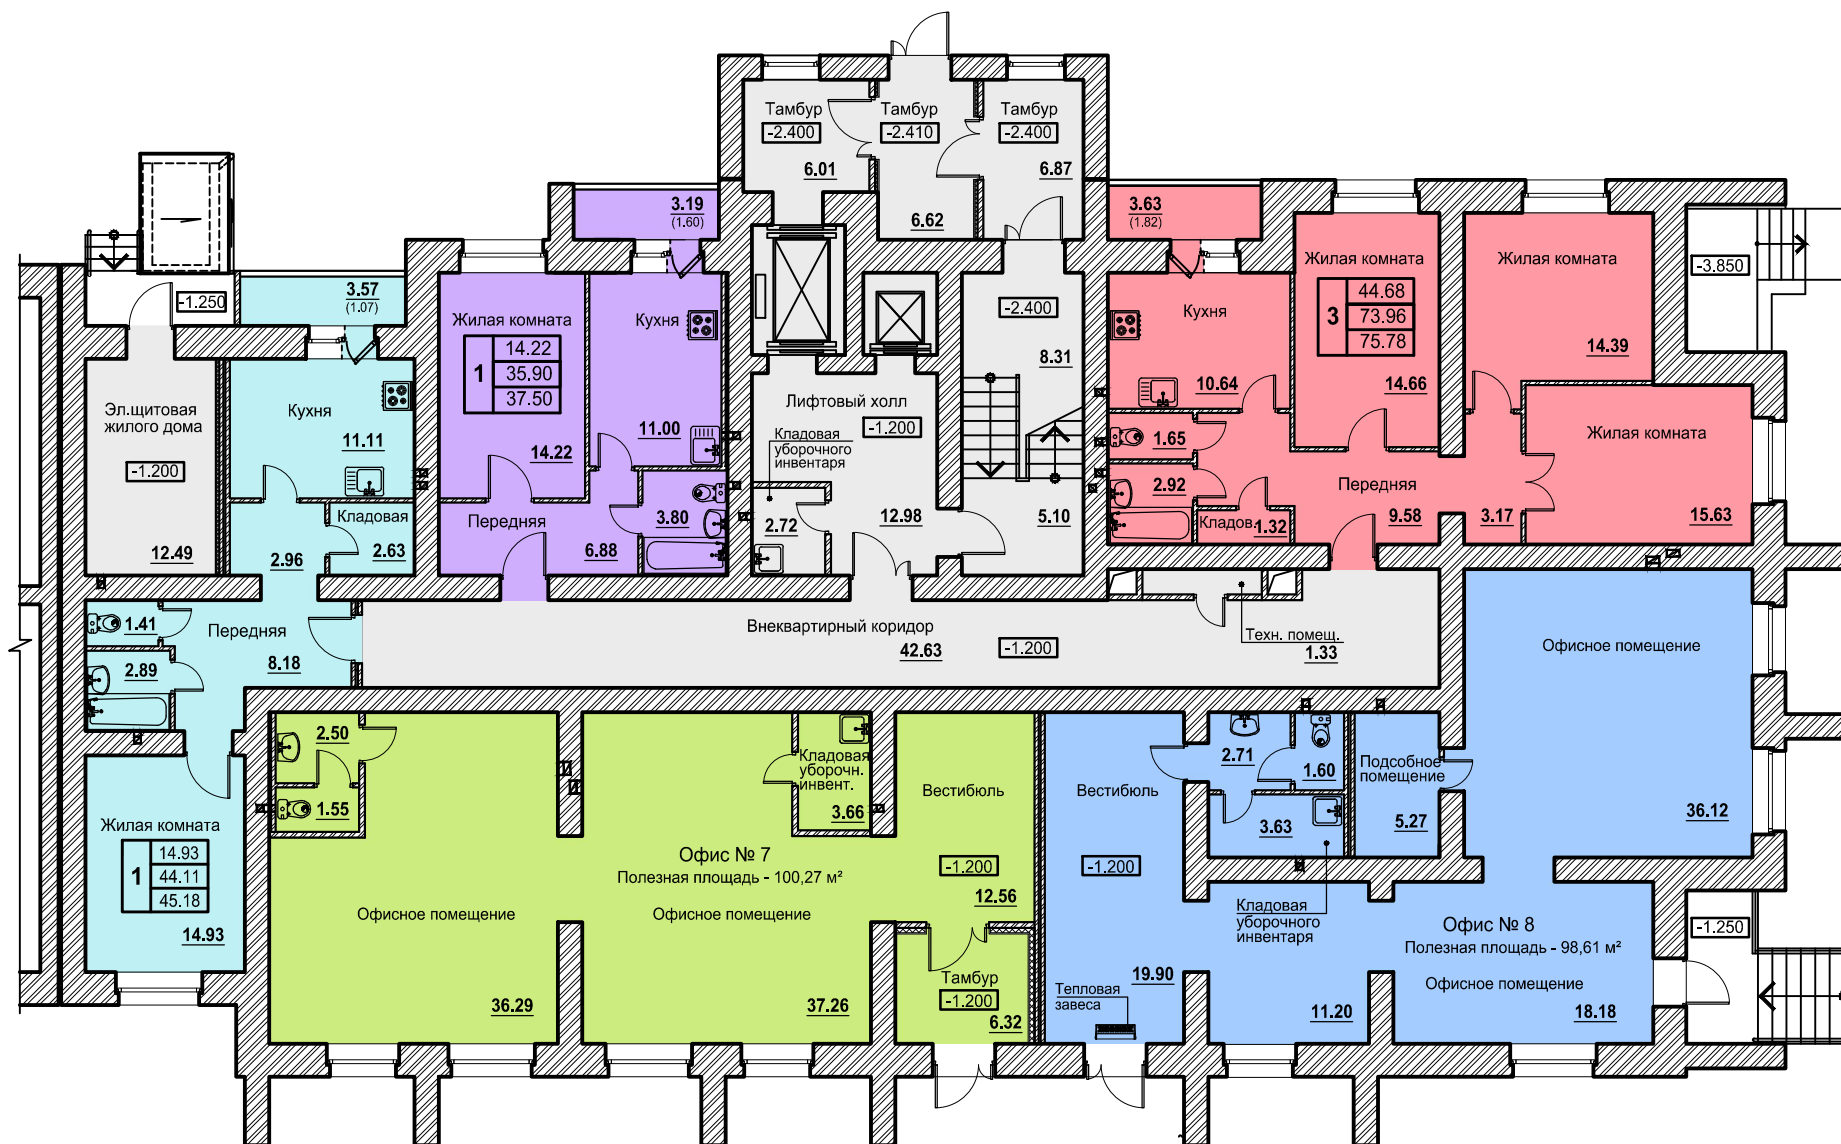 Тамбур
-2.400
6.01
Тамбур
-2.410
6.62
Тамбур
-2.400
6.87
3.19
(1.60)
3.63
(1.82)
-1.250
3.57
(1.07)
Эл.щитовая
жилого дома
-1.200
12.49
Кухня
11.11
Кладовая
2.63
2.96
Жилая комната
1
14.22
35.90
37.50
14.22
Кухня
11.00
Передняя
6.88
3.80
Лифтовый холл
-1.200
Кладовая
уборочного
инвентаря
2.72
12.98
-2.400
8.31
5.10
Кухня
10.64
Жилая комната
3
44.68
73.96
75.78
14.66
Жилая комната
14.39
-3.850
Жилая комната
15.63
1.65
2.92
Кладов.
1.32
Передняя
9.58
3.17
1.41
Передняя
2.89
8.18
Внеквартирный коридор
42.63
-1.200
Техн. помещ.
1.33
Офисное помещение
36.12
Жилая комната
1
14.93
44.11
45.18
14.93
2.50
1.55
Офисное помещение
36.29
Офис № 7
Полезная площадь - 100,27 м²
Офисное помещение
37.26
Кладовая
уборочн.
инвент.
3.66
Вестибюль
-1.200
12.56
Тамбур
-1.200
6.32
Вестибюль
-1.200
19.90
Тепловая
завеса
2.71
1.60
3.63
Подсобное
помещение
5.27
Кладовая
уборочного
инвентаря
11.20
Офис № 8
Полезная площадь - 98,61 м²
Офисное помещение
18.18
-1.250